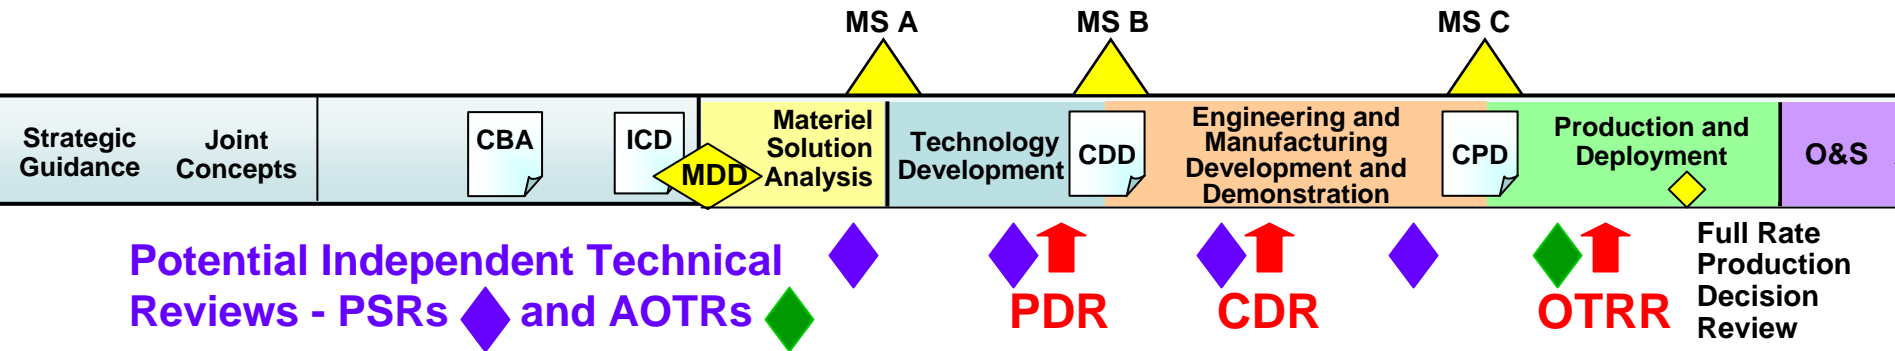 MS A
MS B
MS C
Strategic
Guidance
Joint
Concepts
CBA
ICD
MDD
Materiel
Solution
Analysis
Technology
Development
CDD
Engineering and
Manufacturing
Development and
Demonstration
CPD
Production and
Deployment
O&S
Potential Independent Technical
Reviews - PSRs and AOTRs
PDR
CDR
OTRR
Full Rate
Production
Decision
Review